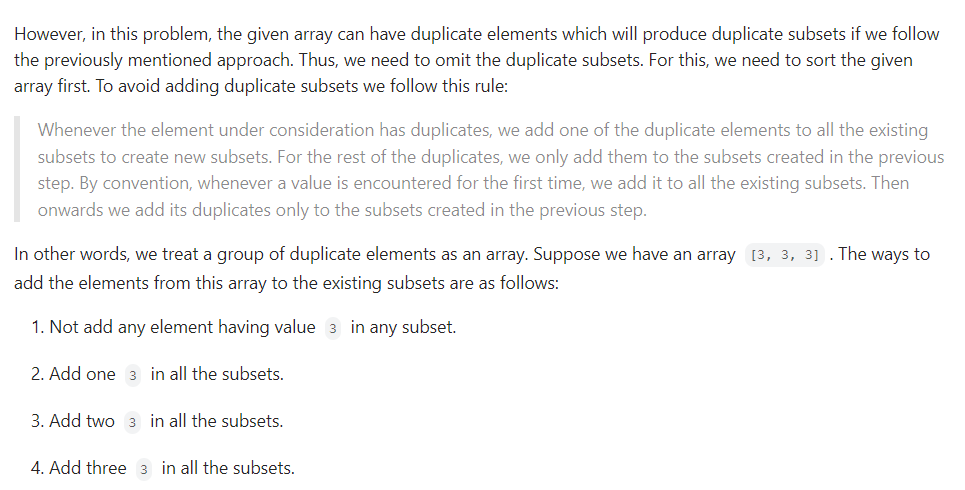 However, in this problem, the given array can have duplicate elements which will produce duplicate subsets if we follow
the previously mentioned approach. Thus, we need to omit the duplicate subsets. For this, we need to sort the given
array first. To avoid adding duplicate subsets we follow this rule:
Whenever the element under consideration has duplicates, we add one of the duplicate elements to all the existing
subsets to create new subsets. For the rest of the duplicates, we only add them to the subsets created in the previous
step. By convention, whenever a value is encountered for the first time, we add it to all the existing subsets. Then
onwards we add its duplicates only to the subsets created in the previous step.
In other words, we treat a group of duplicate elements as an array. Suppose we have an array [3, 3, 3] . The ways to
add the elements from this array to the existing subsets are as follows:
1. Not add any element having value 3 in any subset.
2. Add one 3 in all the subsets.
3. Add two 3 in all the subsets.
4. Add three 3 in all the subsets.